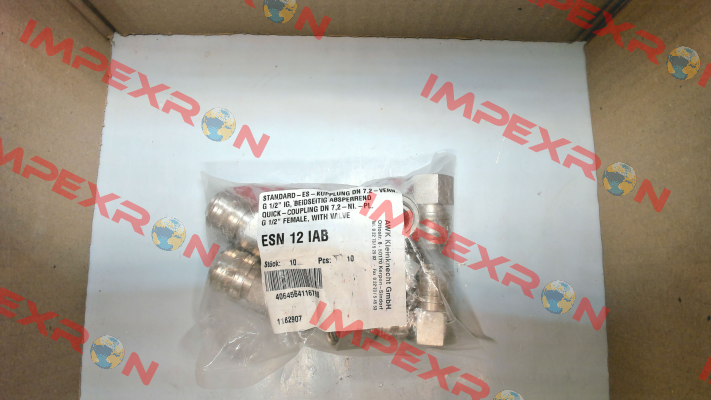 IMPEXRON
IMPEXRON
IMPEXRON
IMPEXRON
IMPEXRON
IMPEXRON
STANDARD-ES-KUPPLUNG DN 7,2-VERN.
G 1/2" IG, BEIDSEITIG ABSPERREND
QUICK-COUPLING DN 7,2-NI.-PL.
G 1/2" FEMALE, WITH VALVE
ESN 12 IAB
Stück: 10 Pcs: 10
1162907
AWK Kleinknecht GmbH
Kerpen-Sindorf